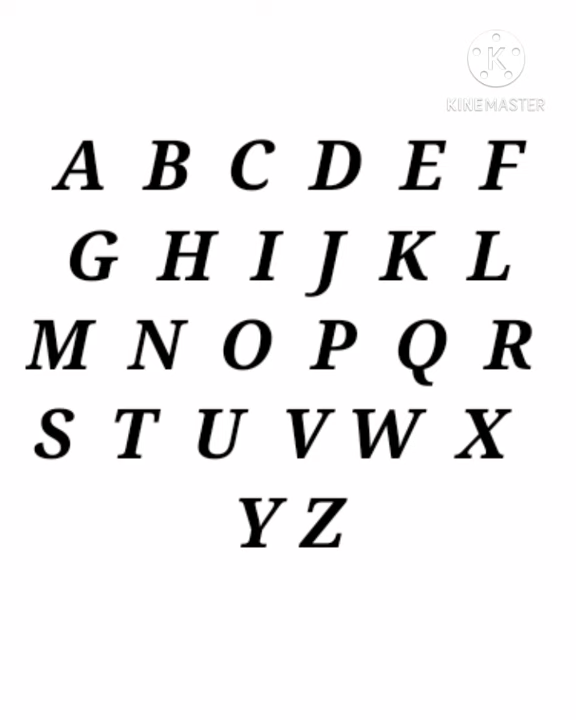 K
KINEMASTER
A B C D E F
G H I J K L
M N O P Q R
S T U V W X
Y Z